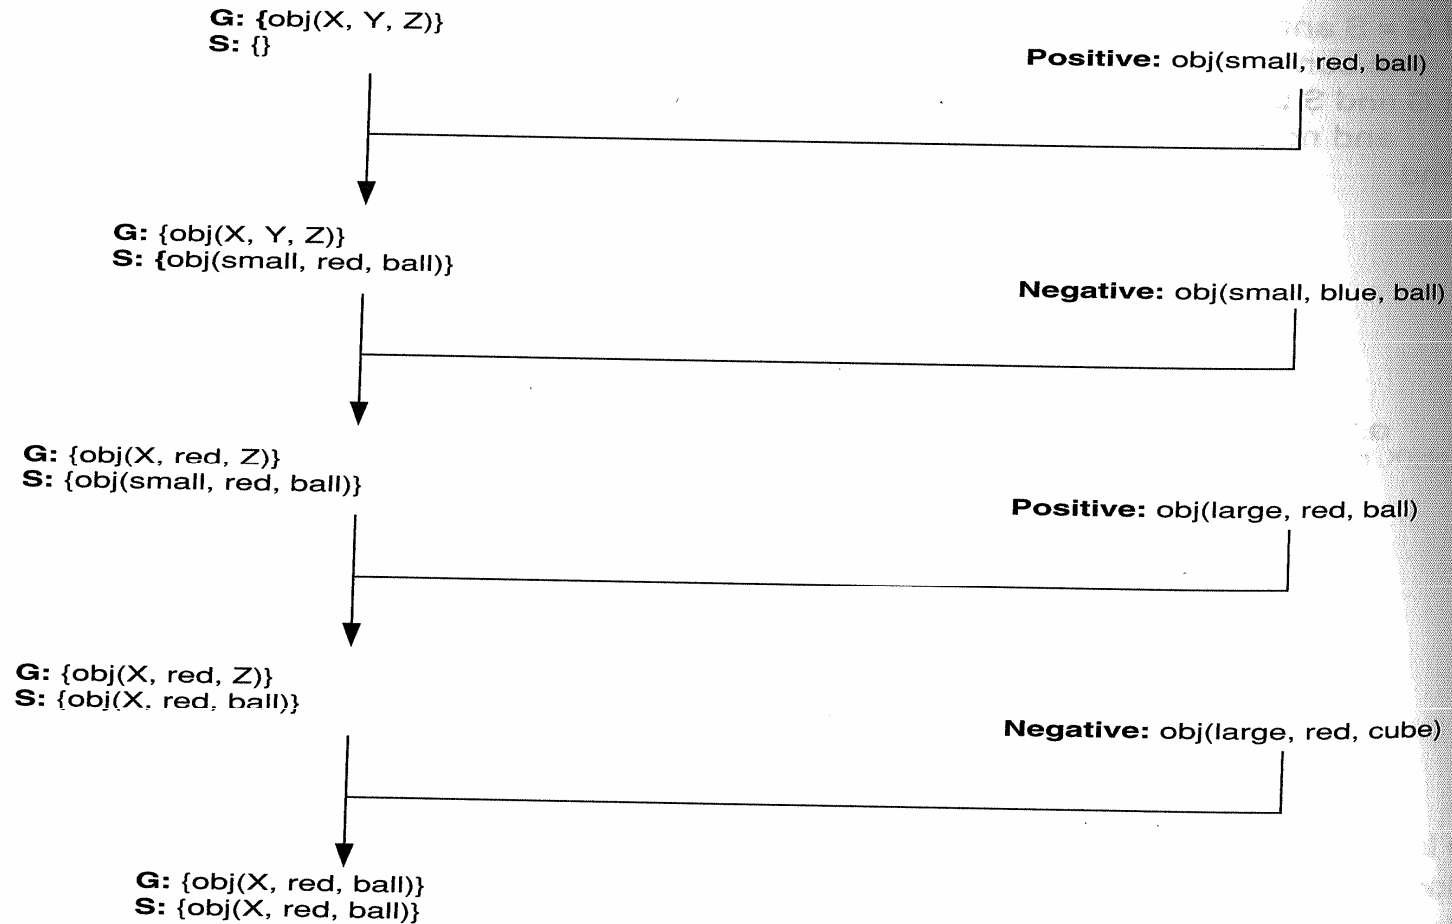 G: {obj(X, Y, Z)}
S: {}
Positive: obj(small, red, ball)
G: {obj(X, Y, Z)}
S: {obj(small, red, ball)}
Negative: obj(small, blue, ball)
G: {obj(X, red, Z)}
S: {obj(small, red, ball)}
Positive: obj(large, red, ball)
G: {obj(X, red, Z)}
S: {obj(X, red, ball)}
Negative: obj(large, red, cube)
G: {obj(X, red, ball)}
S: {obj(X, red, ball)}